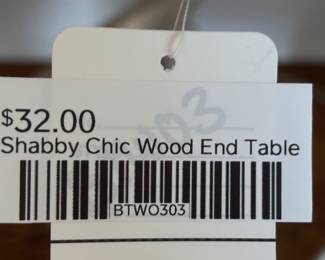 $32.00
Shabby Chic Wood End Table
BTWO303